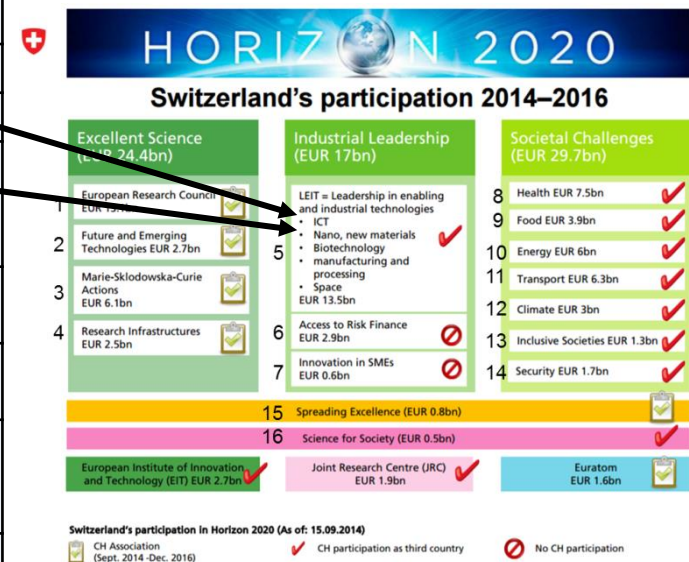 HORIZON 2020
Switzerland's participation 2014–2016
Excellent Science
(EUR 24.4bn)
1
European Research Council
EUR
2
Future and Emerging
Technologies EUR 2.7bn
3
Marie-Sklodowska-Curie
Actions
EUR 6.1bn
4
Research Infrastructures
EUR 2.5bn
Industrial Leadership
(EUR 17bn)
5
LEIT = Leadership in enabling
and industrial technologies
• ICT
• Nano, new materials
• Biotechnology
• manufacturing and
processing
• Space
EUR 13.5bn
6
Access to Risk Finance
EUR 2.9bn
7
Innovation in SMEs
EUR 0.6bn
Societal Challenges
(EUR 29.7bn)
8 Health EUR 7.5bn
9 Food EUR 3.9bn
10 Energy EUR 6bn
11 Transport EUR 6.3bn
12 Climate EUR 3bn
13 Inclusive Societies EUR 1.3bn
14 Security EUR 1.7bn
15 Spreading Excellence (EUR 0.8bn)
16 Science for Society (EUR 0.5bn)
European Institute of Innovation
and Technology (EIT) EUR 2.7bn
Joint Research Centre (JRC)
EUR 1.9bn
Euratom
EUR 1.6bn
Switzerland's participation in Horizon 2020 (As of: 15.09.2014)
CH Association
(Sept. 2014 -Dec. 2016)
CH participation as third country
No CH participation